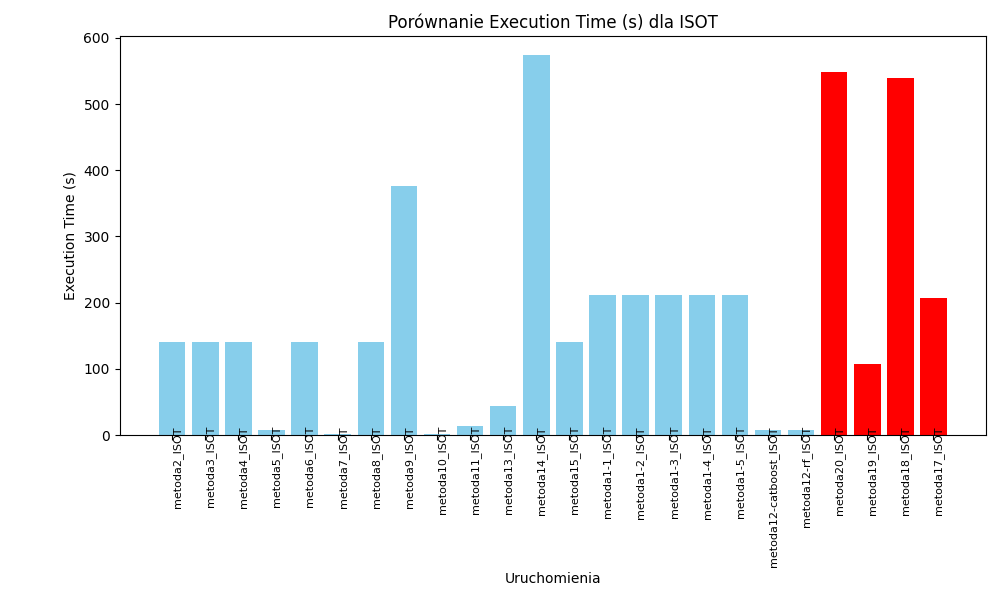 Porównanie Execution Time (s) dla ISOT
Execution Time (s)
600
500
400
300
200
100
0
metoda2_ISOT
metoda3_ISOT
metoda4_ISOT
metoda5_ISOT
metoda6_ISOT
metoda7_ISOT
metoda8_ISOT
metoda9_ISOT
metoda10_ISOT
metoda11_ISOT
metoda13_ISOT
metoda14_ISOT
metoda15_ISOT
metoda1-1_ISOT
metoda1-2_ISOT
metoda1-3_ISOT
metoda1-4_ISOT
metoda1-5_ISOT
metoda12-catboost_ISOT
metoda12-rf_ISOT
metoda20_ISOT
metoda19_ISOT
metoda18_ISOT
metoda17_ISOT
Uruchomienia